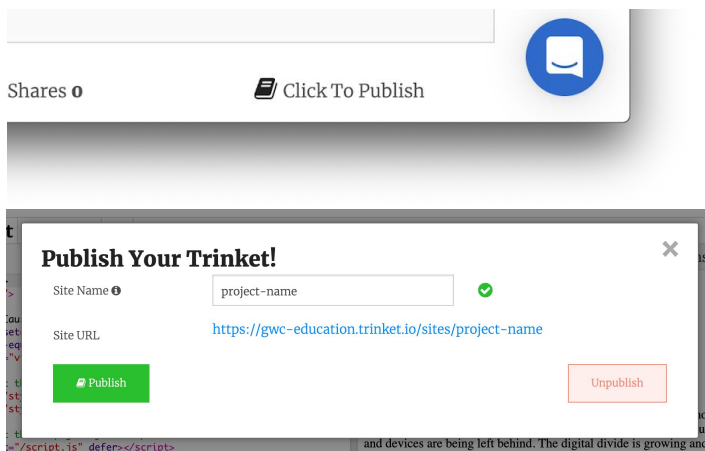 Shares 0
Click To Publish
t
Publish Your Trinket!
Site Name
project-name
Site URL
https://gwc-education.trinket.io/sites/project-name
Publish
Unpublish
="/script.js" defer></script>
and devices are being left behind. The digital divide is growing and